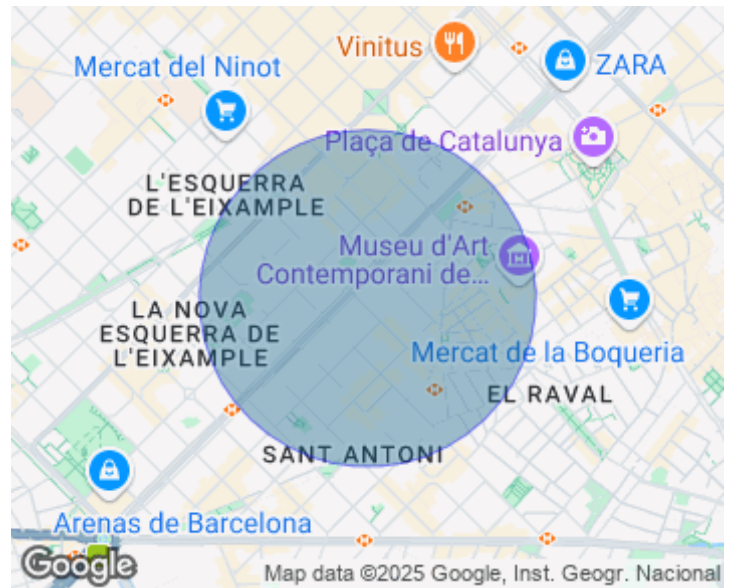 Vinitus
ZARA
Mercat del Ninot
Plaça de Catalunya
L'ESQUERRA
DE L'EIXAMPLE
Museu d'Art
Contemporani de...
LA NOVA
ESQUERRA DE
L'EIXAMPLE
Mercat de la Boqueria
EL RAVAL
SANT ANTONI
Arenas de Barcelona
Google
Map data ©2025 Google, Inst. Geogr. Nacional